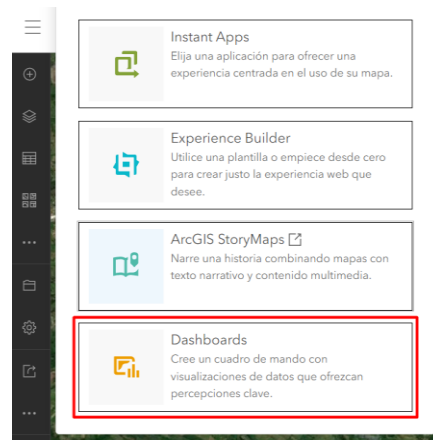 Instant Apps
Elija una aplicación para ofrecer una
experiencia centrada en el uso de su mapa.
Experience Builder
Utilice una plantilla o empiece desde cero
para crear justo la experiencia web que
desee.
ArcGIS StoryMaps
Narre una historia combinando mapas con
texto narrativo y contenido multimedia.
Dashboards
Cree un cuadro de mando con
visualizaciones de datos que ofrezcan
percepciones clave.